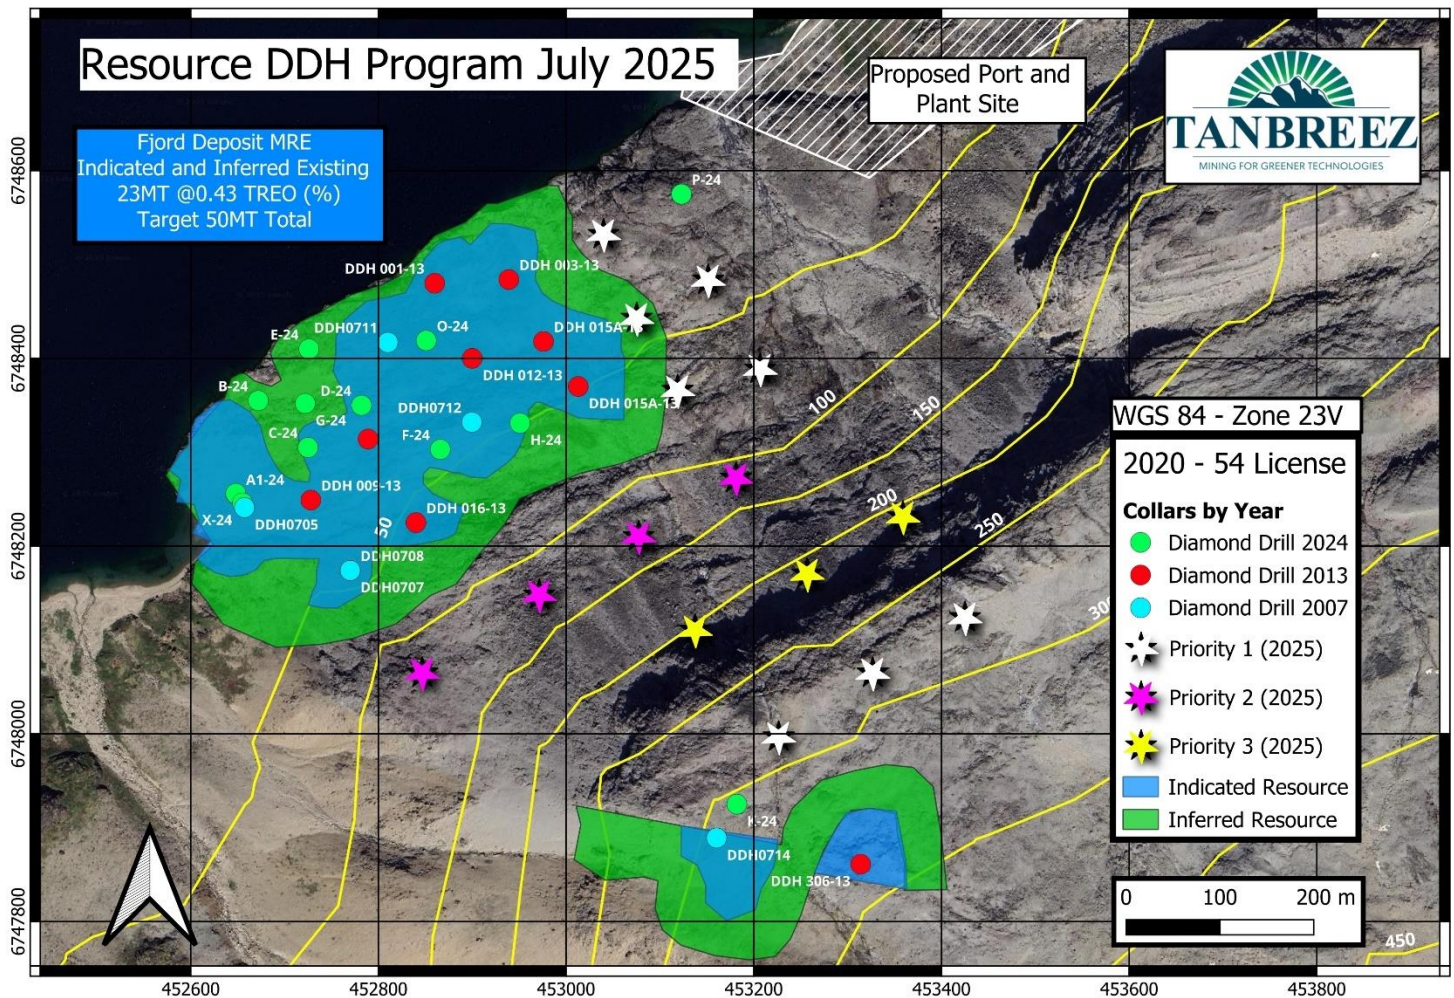 Resource DDH Program July 2025
Fjord Deposit MRE
Indicated and Inferred Existing
23MT @0.43 TREO (%)
Target 50MT Total
Proposed Port and
Plant Site
TANBREEZ
MINING FOR GREENER TECHNOLOGIES
P-24
DDH 001-13
DDH 003-13
E-24
DDH0711
O-24
DDH 015A-13
DDH 012-13
B-24
D-24
G-24
DDH0712
DDH 015A-13
C-24
F-24
H-24
A1-24
DDH 009-13
X-24
DDH0705
DDH 016-13
DDH0708
DDH0707
K-24
DDH0714
DDH 306-13
50
100
150
200
250
300
450
WGS 84 - Zone 23V
2020 - 54 License
Collars by Year
Diamond Drill 2024
Diamond Drill 2013
Diamond Drill 2007
Priority 1 (2025)
Priority 2 (2025)
Priority 3 (2025)
Indicated Resource
Inferred Resource
0 100 200 m
6748600
6748400
6748200
6748000
6747800
452600 452800 453000 453200 453400 453600 453800